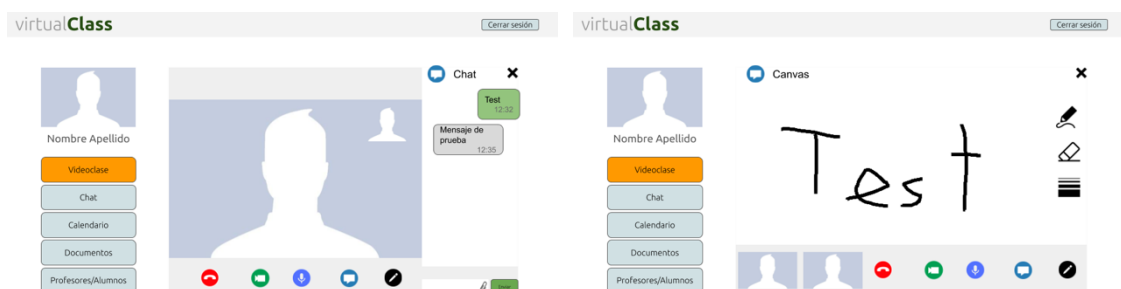 virtualClass
Cerrar sesión
Nombre Apellido
Videoclase
Chat
Calendario
Documentos
Profesores/Alumnos
Chat
Test
12:32
Mensaje de
prueba
12:35
virtualClass
Cerrar sesión
Nombre Apellido
Videoclase
Chat
Calendario
Documentos
Profesores/Alumnos
Canvas
Test